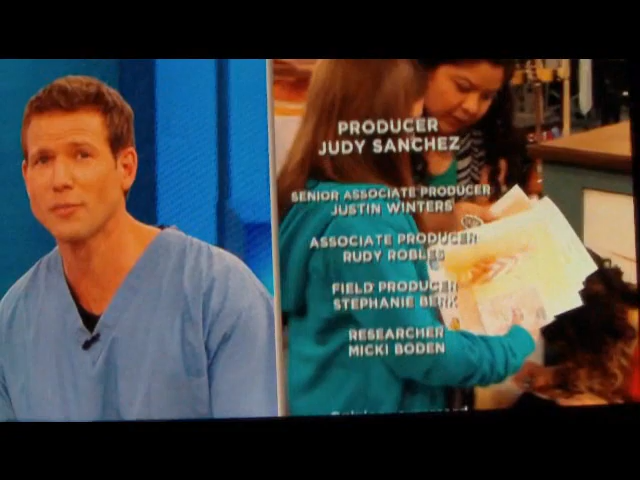 PRODUCER
JUDY SANCHEZ
SENIOR ASSOCIATE PRODUCER
JUSTIN WINTERS
ASSOCIATE PRODUCER
RUDY ROBLES
FIELD PRODUCER
STEPHANIE BERK
RESEARCHER
MICKI BODEN